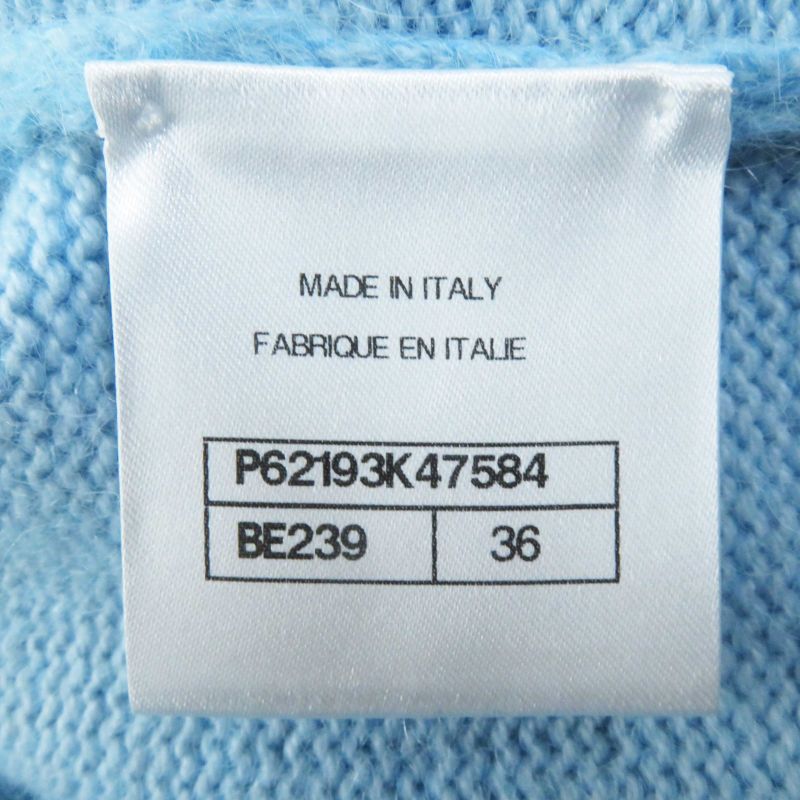 MADE IN ITALY
FABRIQUE EN ITALIE
P62193K47584
BE239 36